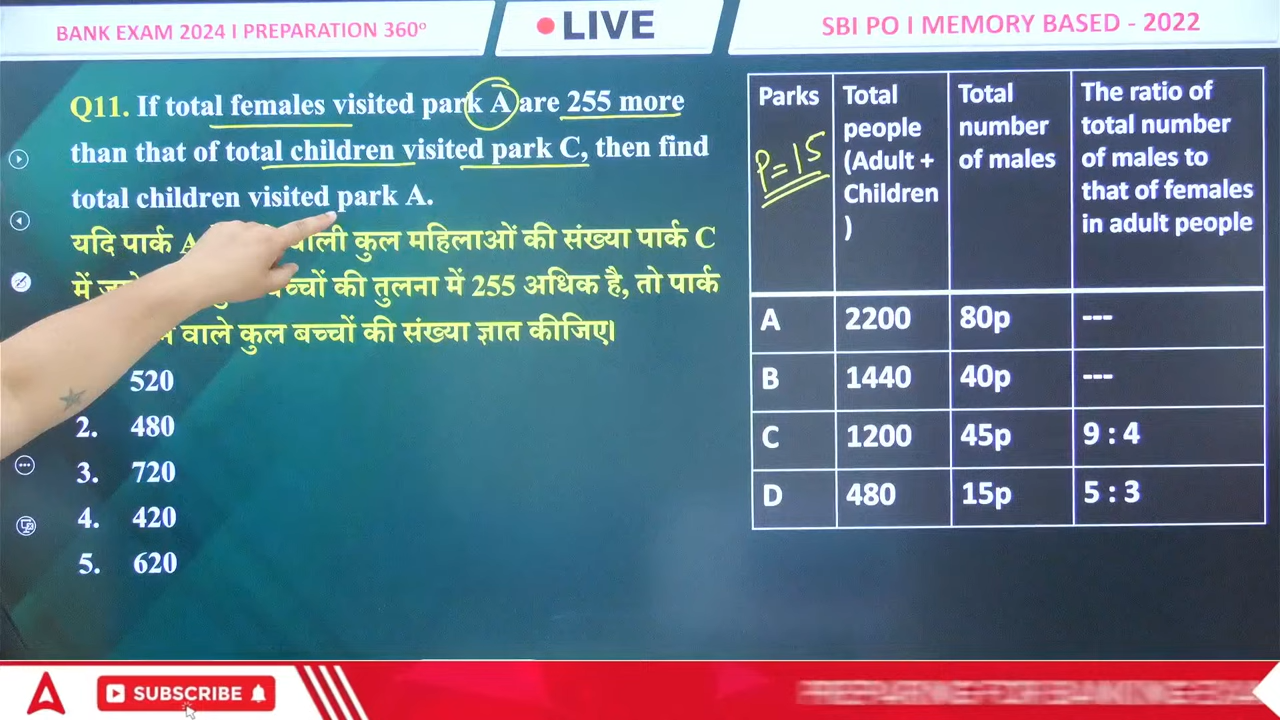 BANK EXAM 2024 I PREPARATION 360°
LIVE
SBI PO I MEMORY BASED - 2022
Q11. If total females visited park A are 255 more
than that of total children visited park C, then find
total children visited park A.
यदि पार्क A वाली कुल महिलाओं की संख्या पार्क C
में की तुलना में 255 अधिक है, तो पार्क
वाले कुल बच्चों की संख्या ज्ञात कीजिए।
520
2. 480
3. 720
4. 420
5. 620
Parks Total people (Adult + Children ) Total number of males The ratio of total number of males to that of females in adult people
P=15
A 2200 80p ---
B 1440 40p ---
C 1200 45p 9 : 4
D 480 15p 5 : 3
SUBSCRIBE